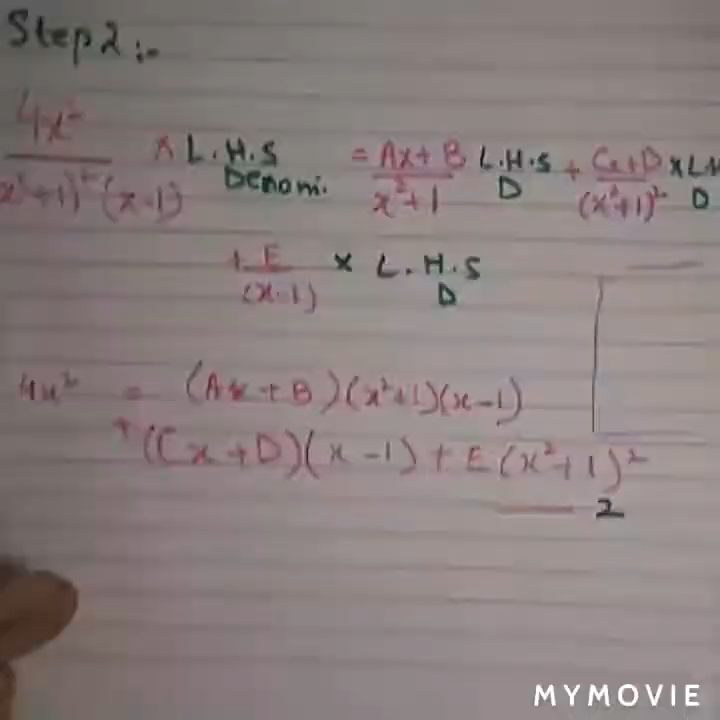 Step 2:-
4x² / (x²+1)²(x-1) × L.H.S Denomi. = Ax+B / x²+1 L.H.S D + Cx+D / (x²+1)² × L.H D
+ E / (x-1) × L.H.S D
4x² = (Ax+B)(x²+1)(x-1)
+ (Cx+D)(x-1) + E(x²+1)²
— 2
MYMOVIE